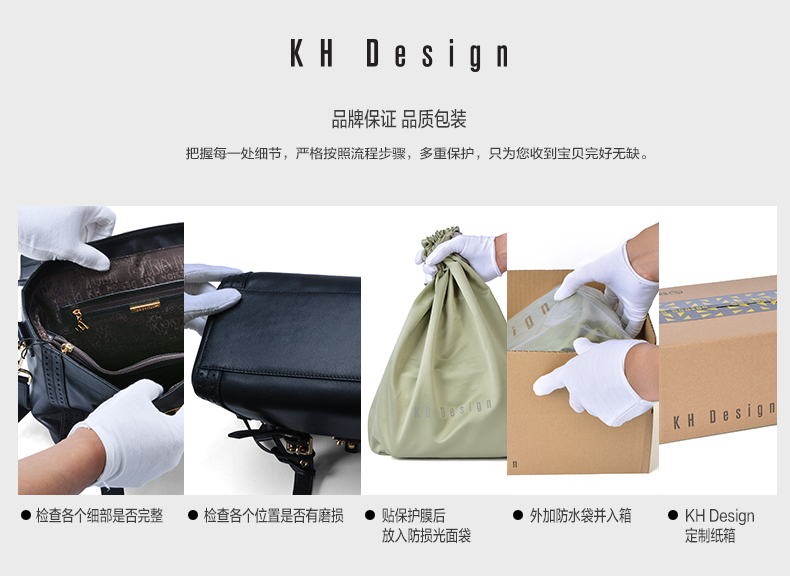 KH Design
品牌保证 品质包装
把握每一处细节，严格按照流程步骤，多重保护，只为您收到宝贝完好无缺。
KH Design
sign
n
KH Design
● 检查各个细部是否完整
● 检查各个位置是否有磨损
● 贴保护膜后
放入防损光面袋
● 外加防水袋并入箱
● KH Design
定制纸箱